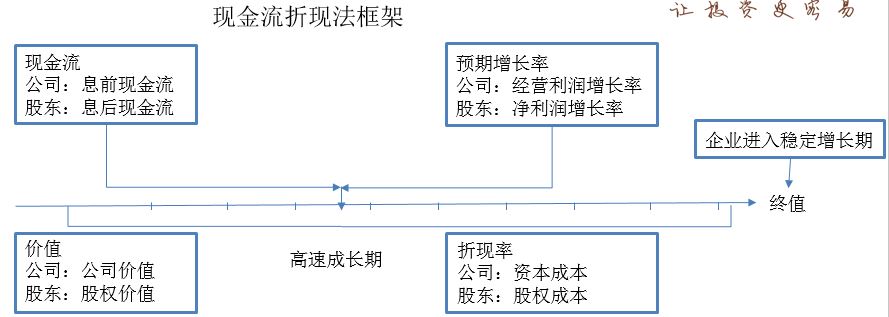 现金流折现法框架
让投资更容易
现金流
公司：息前现金流
股东：息后现金流
预期增长率
公司：经营利润增长率
股东：净利润增长率
企业进入稳定增长期
终值
价值
公司：公司价值
股东：股权价值
高速成长期
折现率
公司：资本成本
股东：股权成本